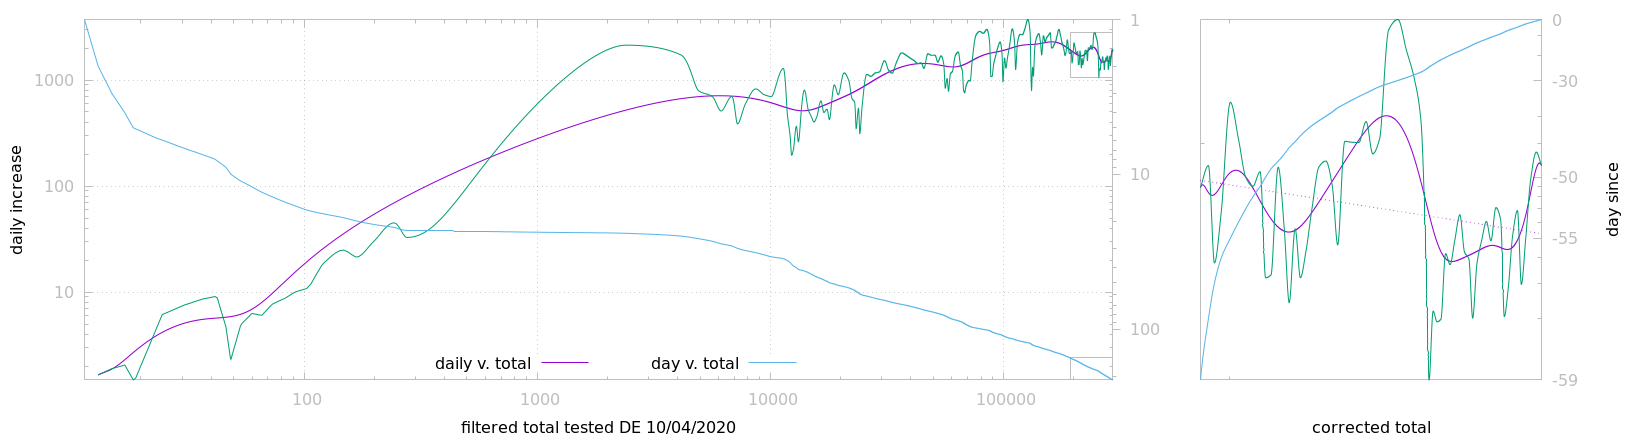 1000
100
10
daily increase
100
1000
10000
100000
filtered total tested DE 10/04/2020
daily v. total
day v. total
1
10
100
0
-30
-50
-55
-59
day since
corrected total